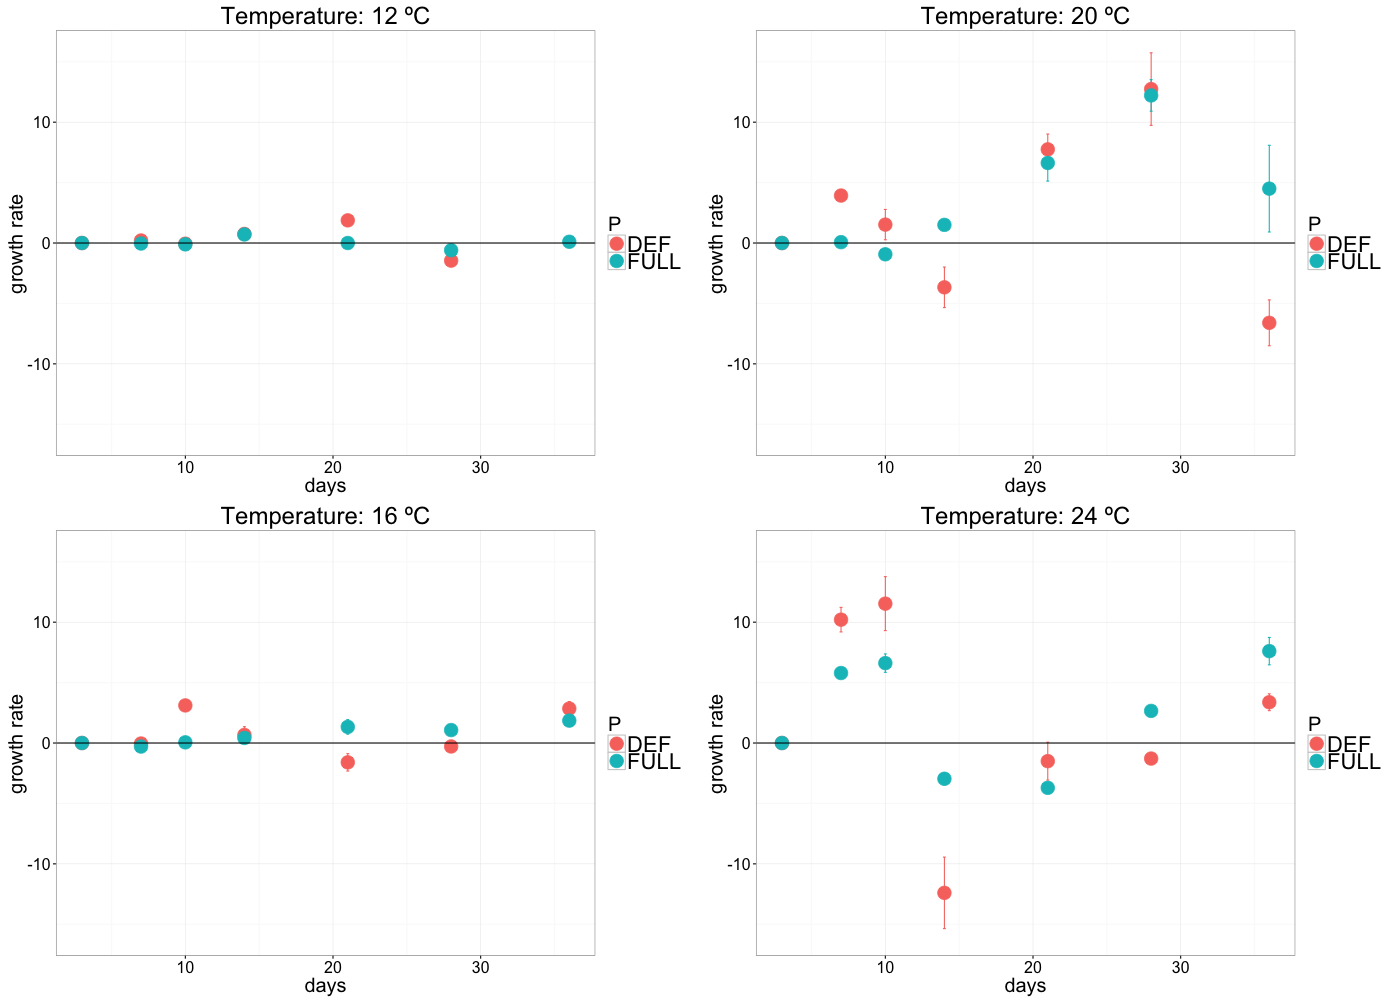 Temperature: 12 ºC
growth rate
10
0
-10
10 20 30
days
P
DEF
FULL
Temperature: 20 ºC
growth rate
10
0
-10
10 20 30
days
P
DEF
FULL
Temperature: 16 ºC
growth rate
10
0
-10
10 20 30
days
P
DEF
FULL
Temperature: 24 ºC
growth rate
10
0
-10
10 20 30
days
P
DEF
FULL